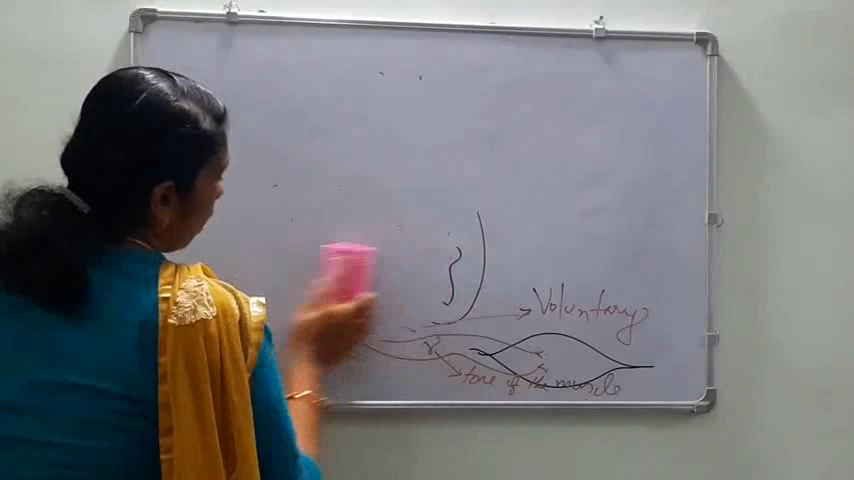 Voluntary
γ
tone of the muscle